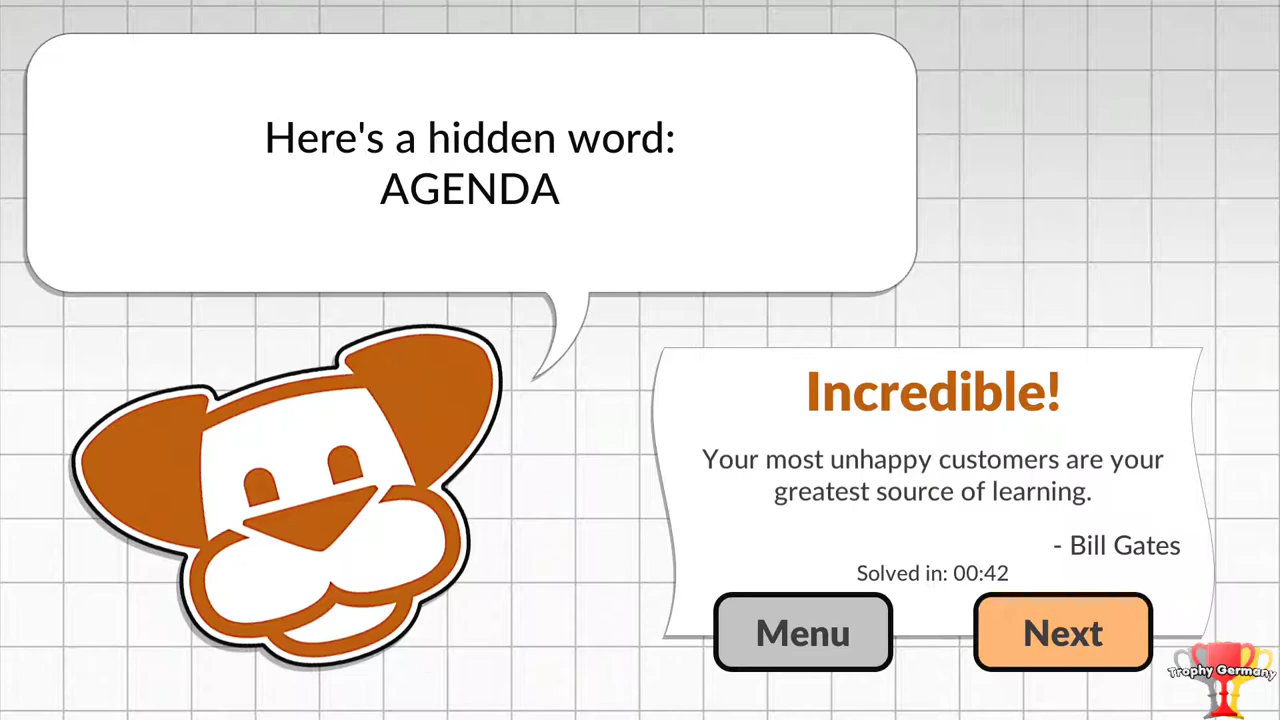 Here's a hidden word:
AGENDA
Incredible!
Your most unhappy customers are your
greatest source of learning.
- Bill Gates
Solved in: 00:42
Menu
Next
Trophy Germany